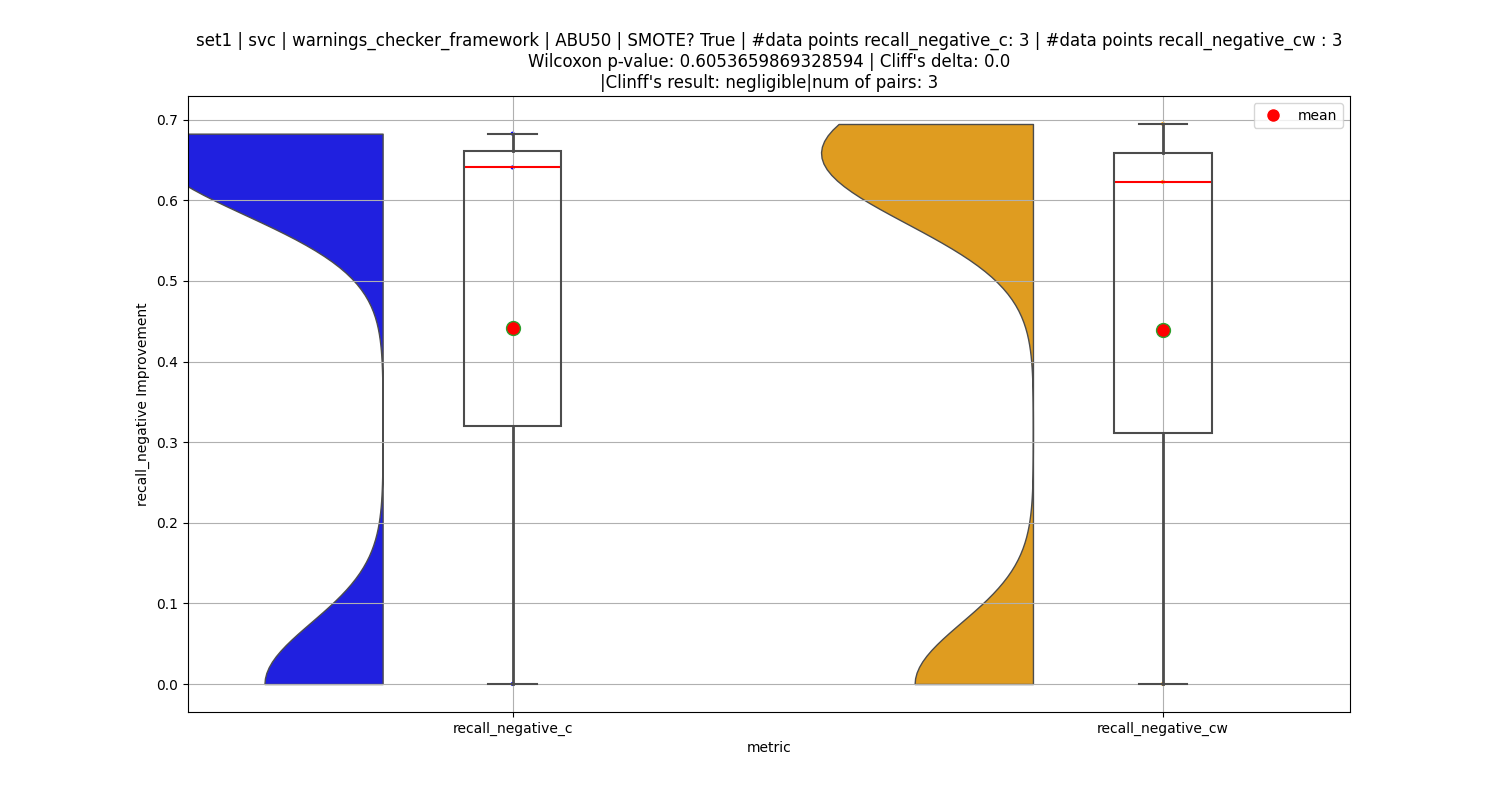 set1 | svc | warnings_checker_framework | ABU50 | SMOTE? True | #data points recall_negative_c: 3 | #data points recall_negative_cw : 3
Wilcoxon p-value: 0.6053659869328594 | Cliff's delta: 0.0
|Clinff's result: negligible|num of pairs: 3
mean
0.7
0.6
0.5
0.4
0.3
0.2
0.1
0.0
recall_negative Improvement
recall_negative_c
recall_negative_cw
metric